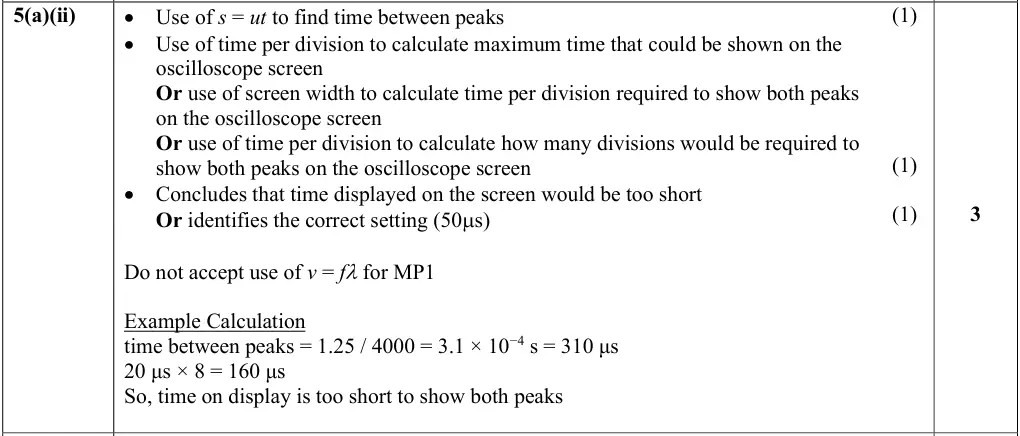 5(a)(ii)
• Use of s = ut to find time between peaks (1)
• Use of time per division to calculate maximum time that could be shown on the
oscilloscope screen
Or use of screen width to calculate time per division required to show both peaks
on the oscilloscope screen
Or use of time per division to calculate how many divisions would be required to
show both peaks on the oscilloscope screen (1)
• Concludes that time displayed on the screen would be too short
Or identifies the correct setting (50μs) (1) 3
Do not accept use of v = fλ for MP1
Example Calculation
time between peaks = 1.25 / 4000 = 3.1 × 10⁻⁴ s = 310 μs
20 μs × 8 = 160 μs
So, time on display is too short to show both peaks